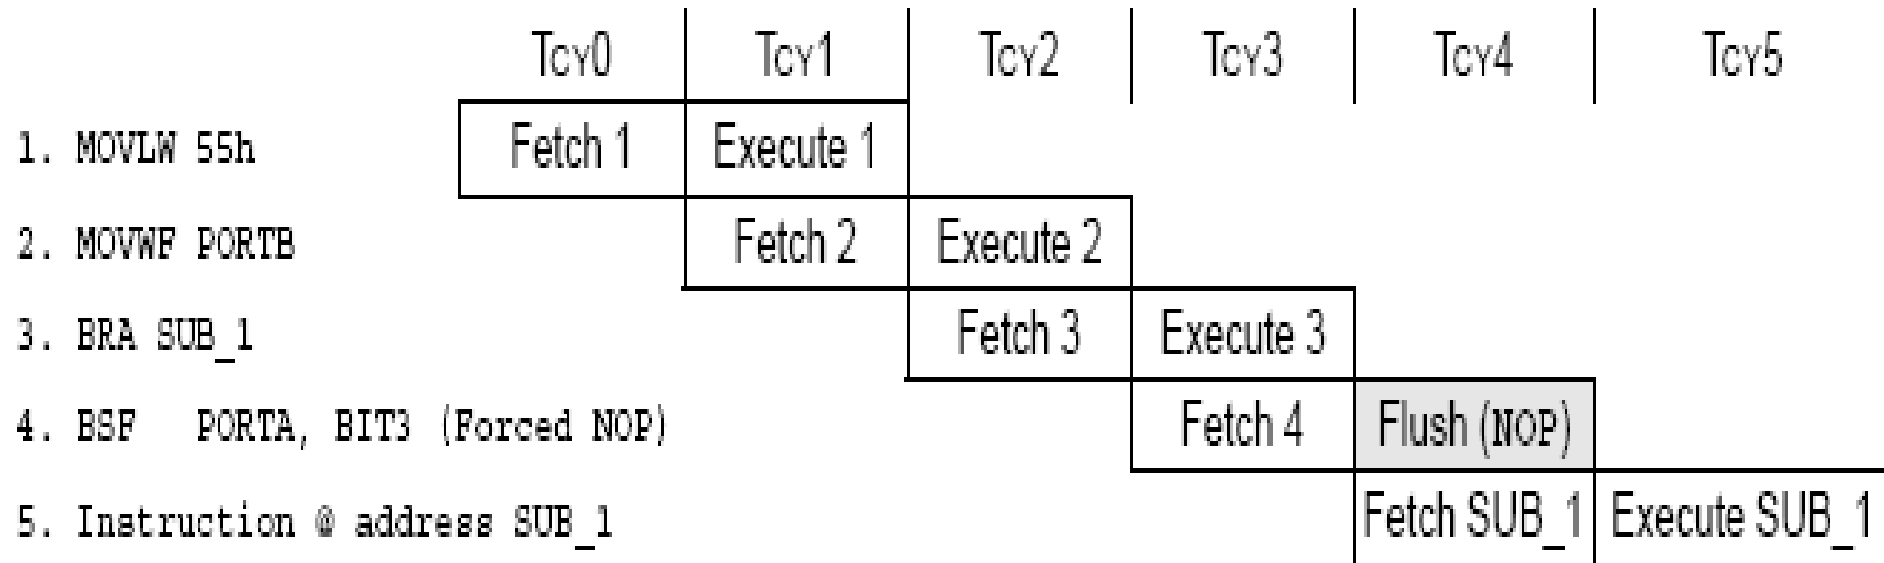 TCY0 TCY1 TCY2 TCY3 TCY4 TCY5
1. MOVLW 55h Fetch 1 Execute 1
2. MOVWF PORTB Fetch 2 Execute 2
3. BRA SUB_1 Fetch 3 Execute 3
4. BSF PORTA, BIT3 (Forced NOP) Fetch 4 Flush (NOP)
5. Instruction @ address SUB_1 Fetch SUB_1 Execute SUB_1